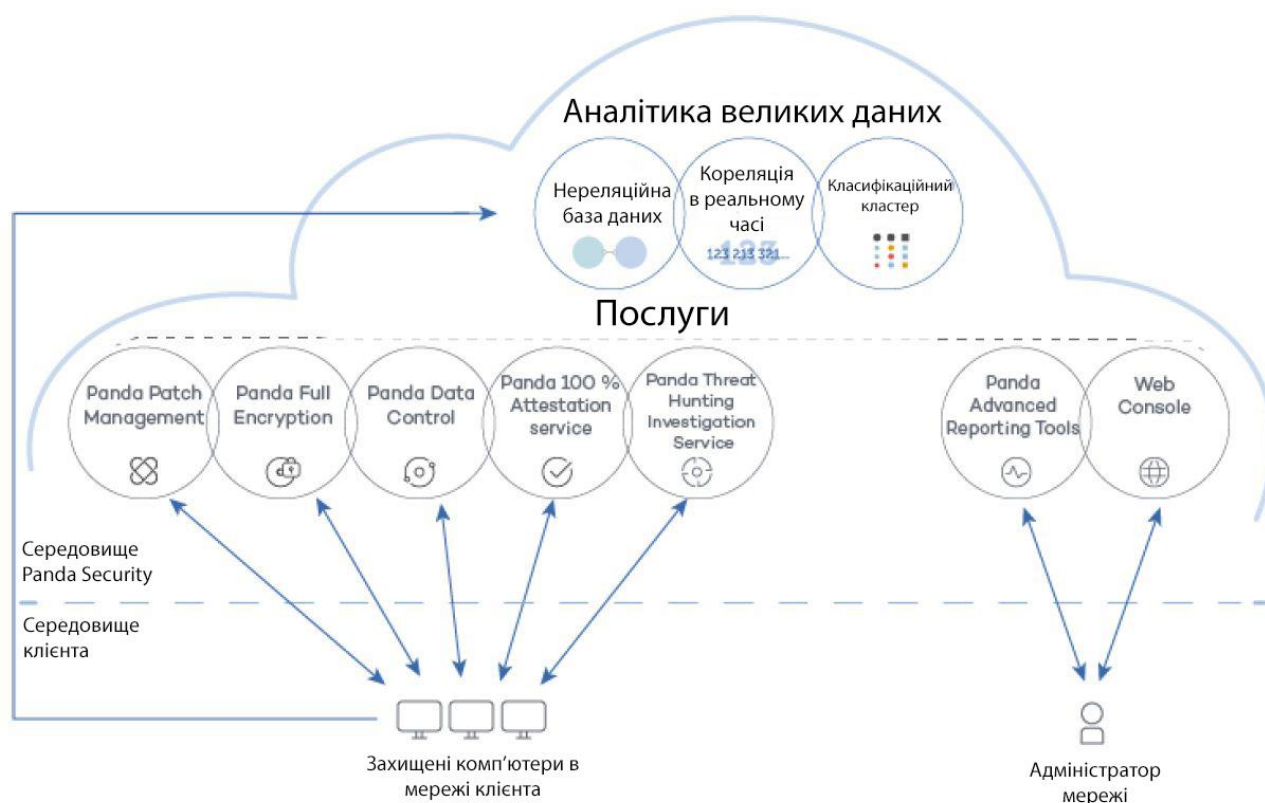 Аналітика великих даних
Нереляційна
база даних
Кореляція
в реальному
часі
123 213 321...
123
Класифікаційний
кластер
Послуги
Panda Patch
Management
Panda Full
Encryption
Panda Data
Control
Panda 100 %
Attestation
service
Panda Threat
Hunting
Investigation
Service
Panda
Advanced
Reporting Tools
Web
Console
Середовище
Panda Security
Середовище
клієнта
Захищені комп’ютери в
мережі клієнта
Адміністратор
мережі